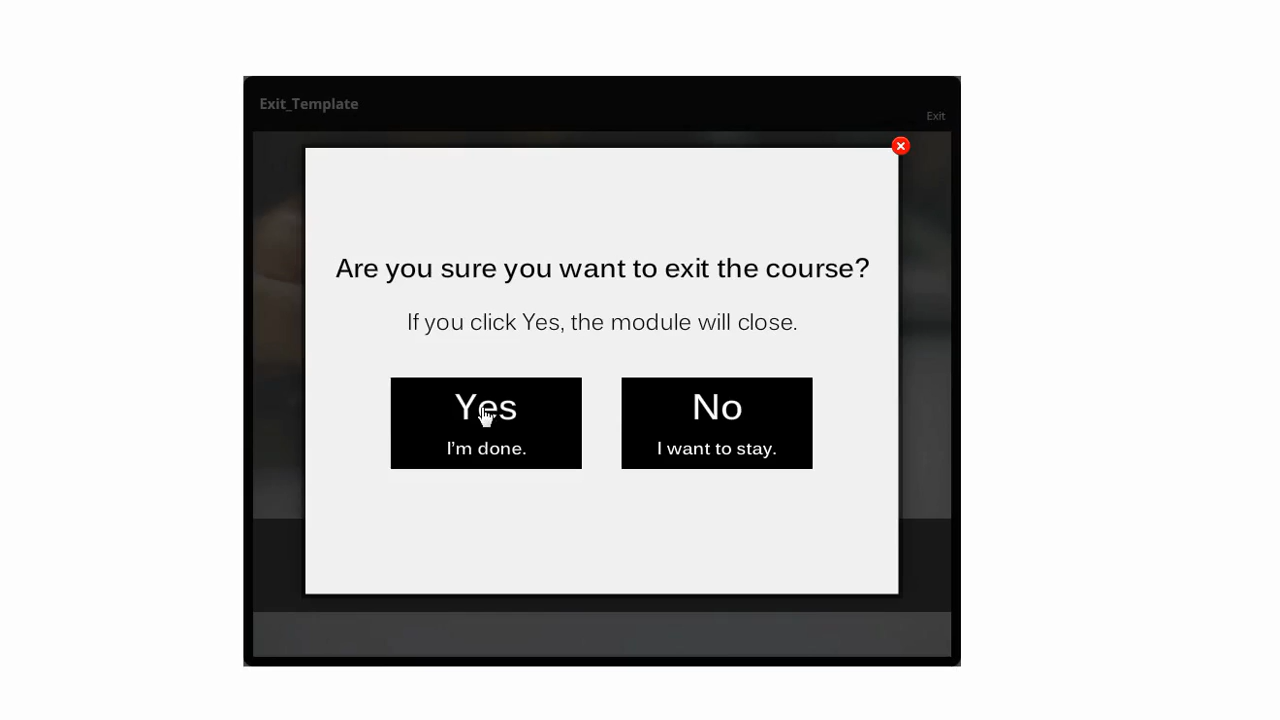 Exit_Template
Exit
Are you sure you want to exit the course?
If you click Yes, the module will close.
Yes
I'm done.
No
I want to stay.